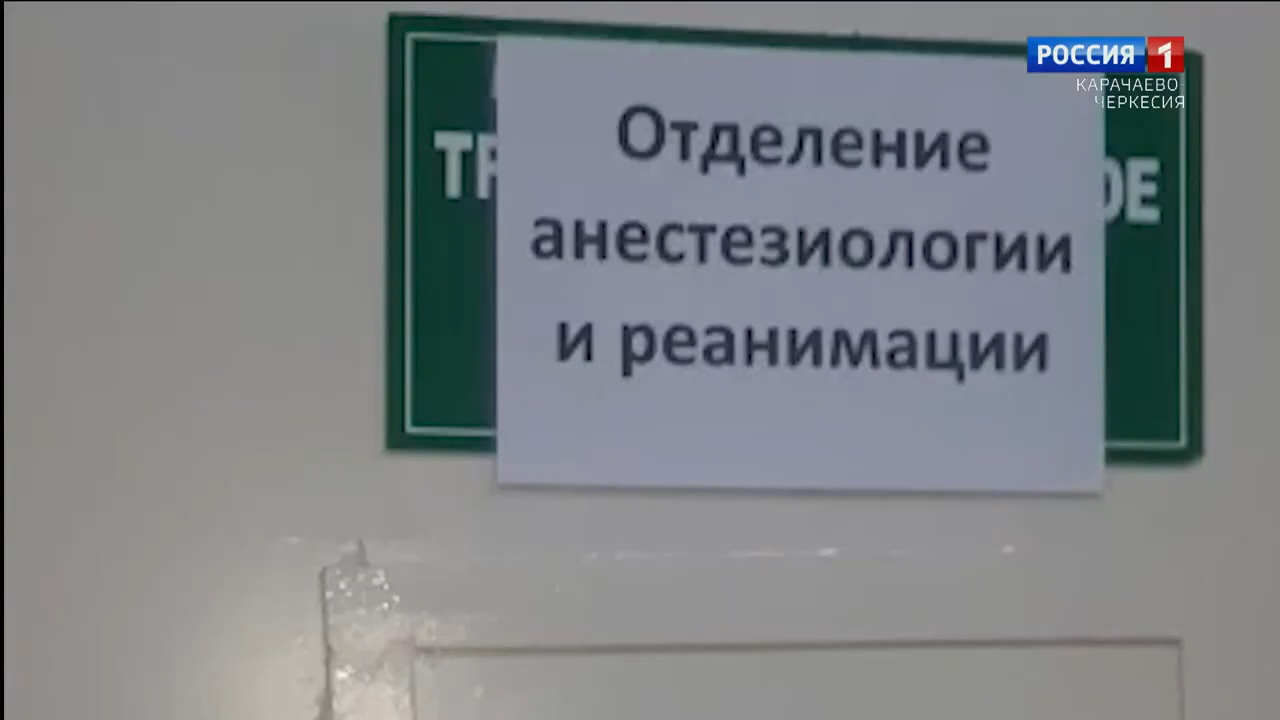 РОССИЯ 1
КАРАЧАЕВО
ЧЕРКЕСИЯ
Отделение
анестезиологии
и реанимации